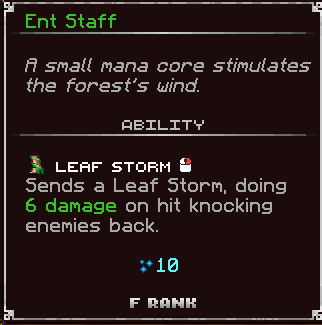 Ent Staff
A small mana core stimulates
the forest's wind.
ABILITY
LEAF STORM
Sends a Leaf Storm, doing
6 damage on hit knocking
enemies back.
10
F RANK